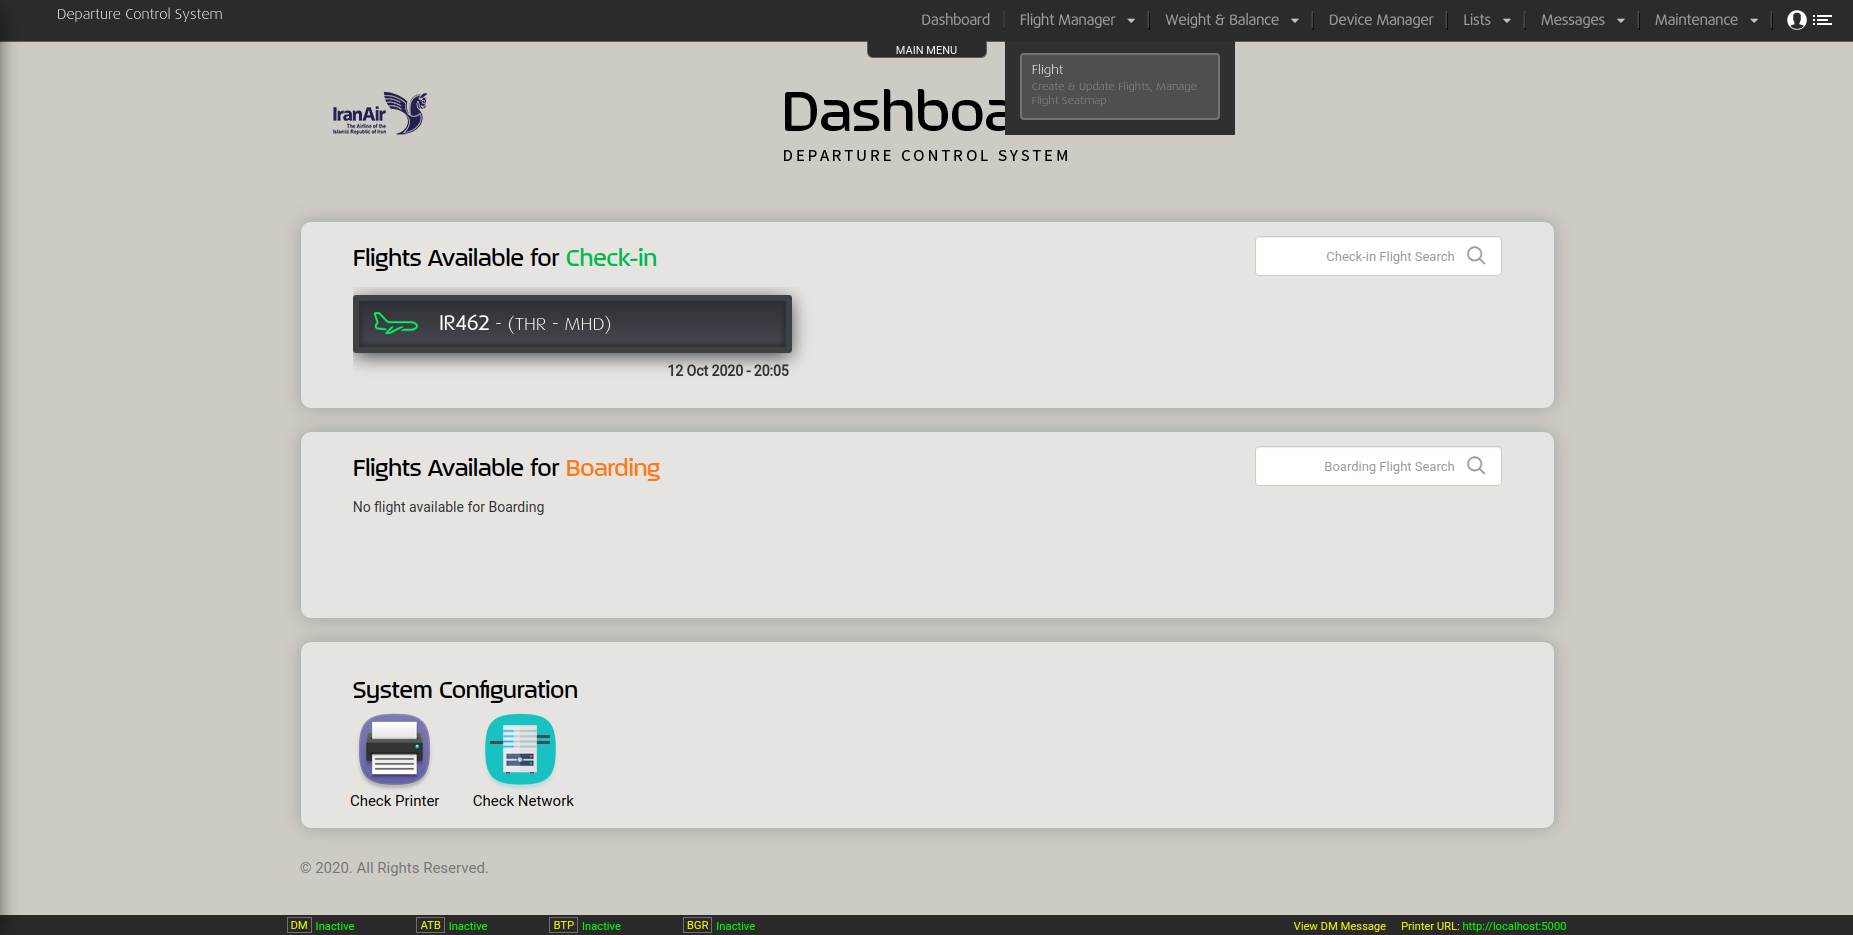 Departure Control System
Dashboard
Flight Manager
Weight & Balance
Device Manager
Lists
Messages
Maintenance
MAIN MENU
Flight
Create & Update Flights, Manage
Flight Seatmap
IranAir
The Airline of the
Islamic Republic of Iran
Dashboa
DEPARTURE CONTROL SYSTEM
Flights Available for Check-in
Check-in Flight Search
IR462 - (THR - MHD)
12 Oct 2020 - 20:05
Flights Available for Boarding
Boarding Flight Search
No flight available for Boarding
System Configuration
Check Printer
Check Network
© 2020. All Rights Reserved.
DM Inactive
ATB Inactive
BTP Inactive
BGR Inactive
View DM Message
Printer URL: http://localhost:5000